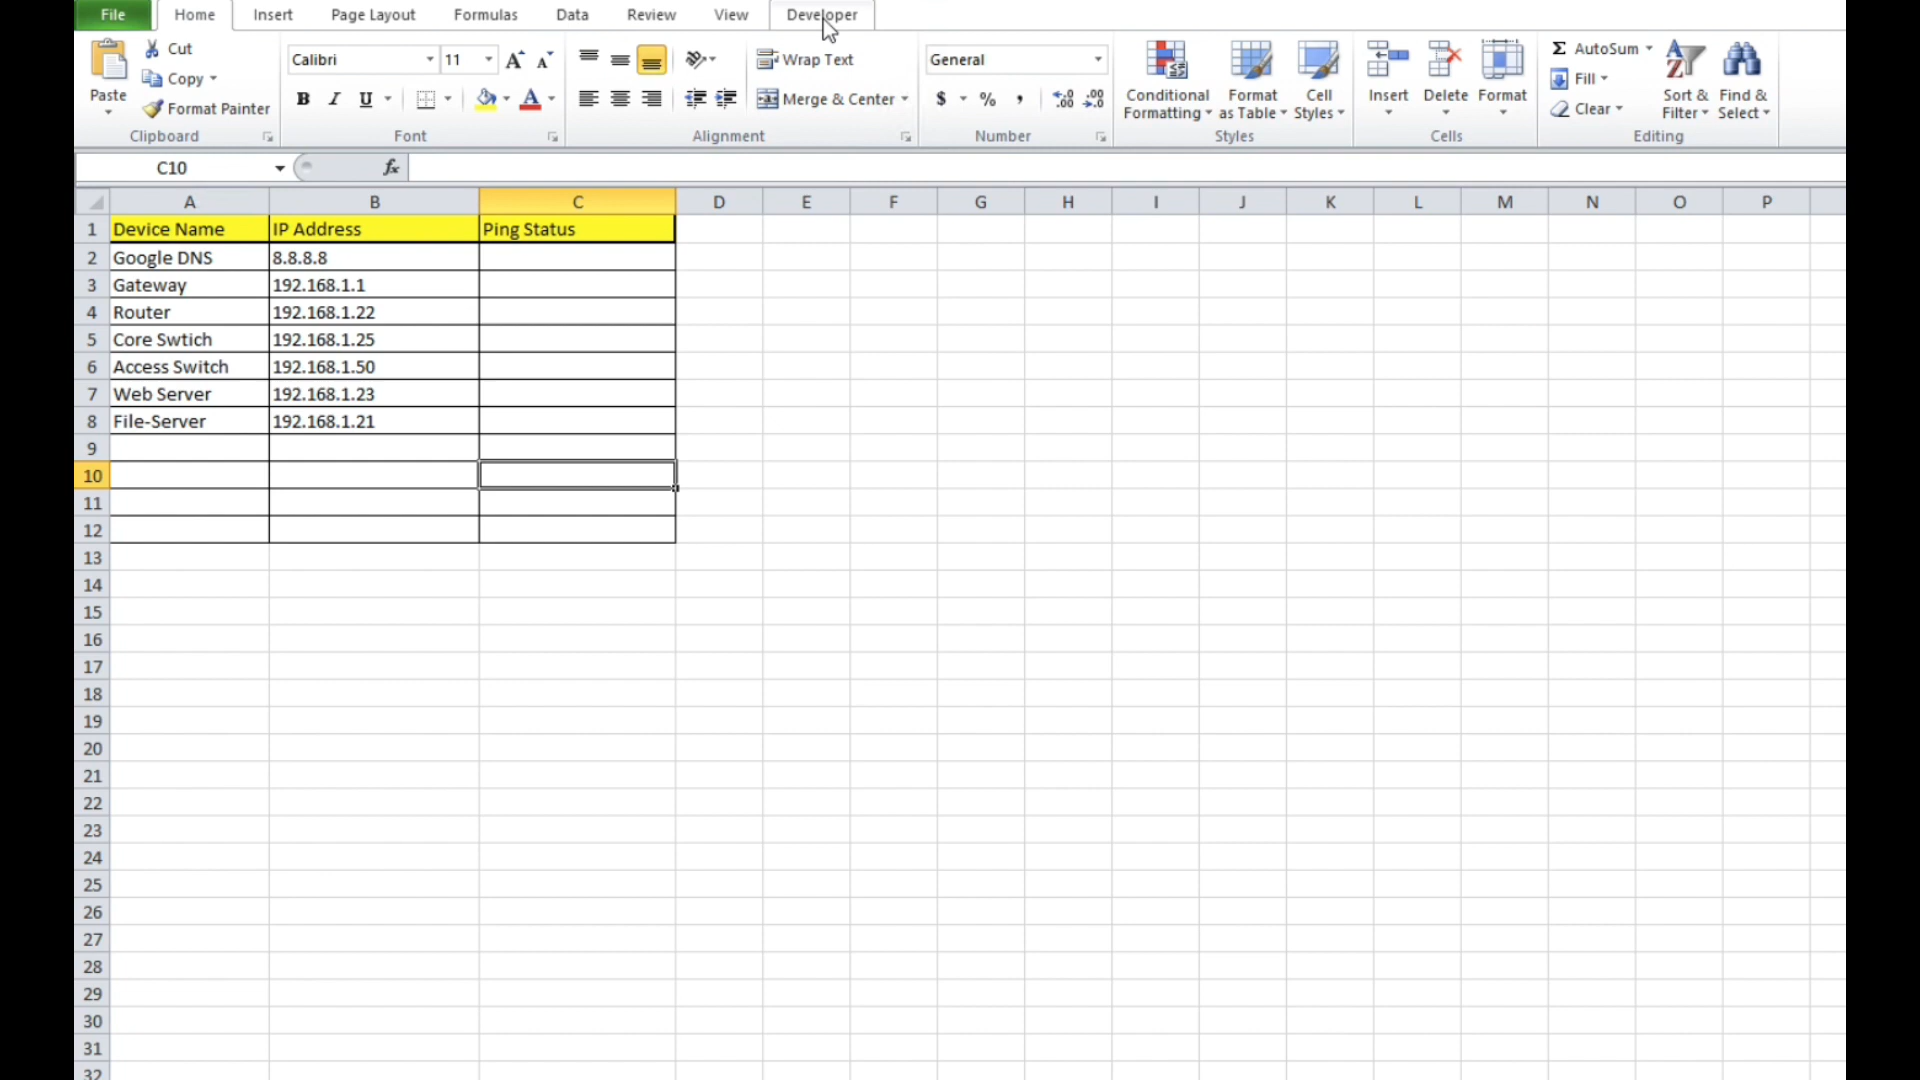 File Home Insert Page Layout Formulas Data Review View Developer
Paste Cut Copy Format Painter Clipboard
Calibri 11 A A B I U A Font
Wrap Text Merge & Center Alignment
General $ % , .0 .00 .00 .0 Number
Conditional Formatting Format as Table Cell Styles Styles
Insert Delete Format Cells
Σ AutoSum Fill Clear Sort & Filter Find & Select Editing
C10 fx
A B C D E F G H I J K L M N O P
1 Device Name IP Address Ping Status
2 Google DNS 8.8.8.8
3 Gateway 192.168.1.1
4 Router 192.168.1.22
5 Core Swtich 192.168.1.25
6 Access Switch 192.168.1.50
7 Web Server 192.168.1.23
8 File-Server 192.168.1.21
9
10
11
12
13
14
15
16
17
18
19
20
21
22
23
24
25
26
27
28
29
30
31
32